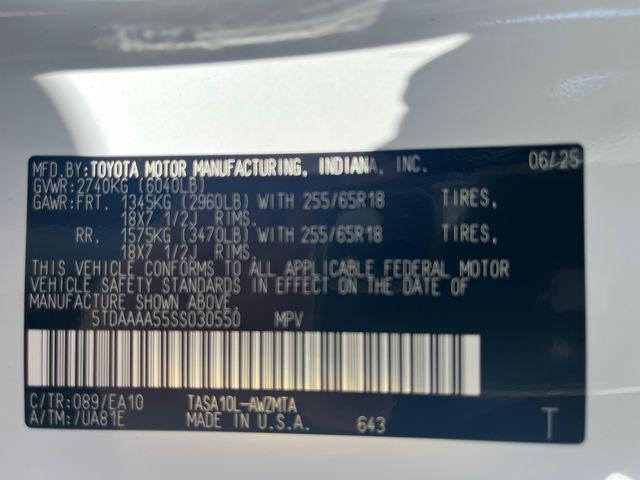 MFD.BY:TOYOTA MOTOR MANUFACTURING, INDIANA, INC. 06/25
GVWR:2740KG (6040LB)
GAWR:FRT. 1345KG (2960LB) WITH 255/65R18 TIRES,
18X7 1/2J RIMS.
RR. 1575KG (3470LB) WITH 255/65R18 TIRES,
18X7 1/2J RIMS.
THIS VEHICLE CONFORMS TO ALL APPLICABLE FEDERAL MOTOR
VEHICLE SAFETY STANDARDS IN EFFECT ON THE DATE OF
MANUFACTURE SHOWN ABOVE.
5TDAAAA55SS030550 MPV
C/TR:089/EA10 TASA10L-AWZMTA
A/TM:/UA81E MADE IN U.S.A. 643 T